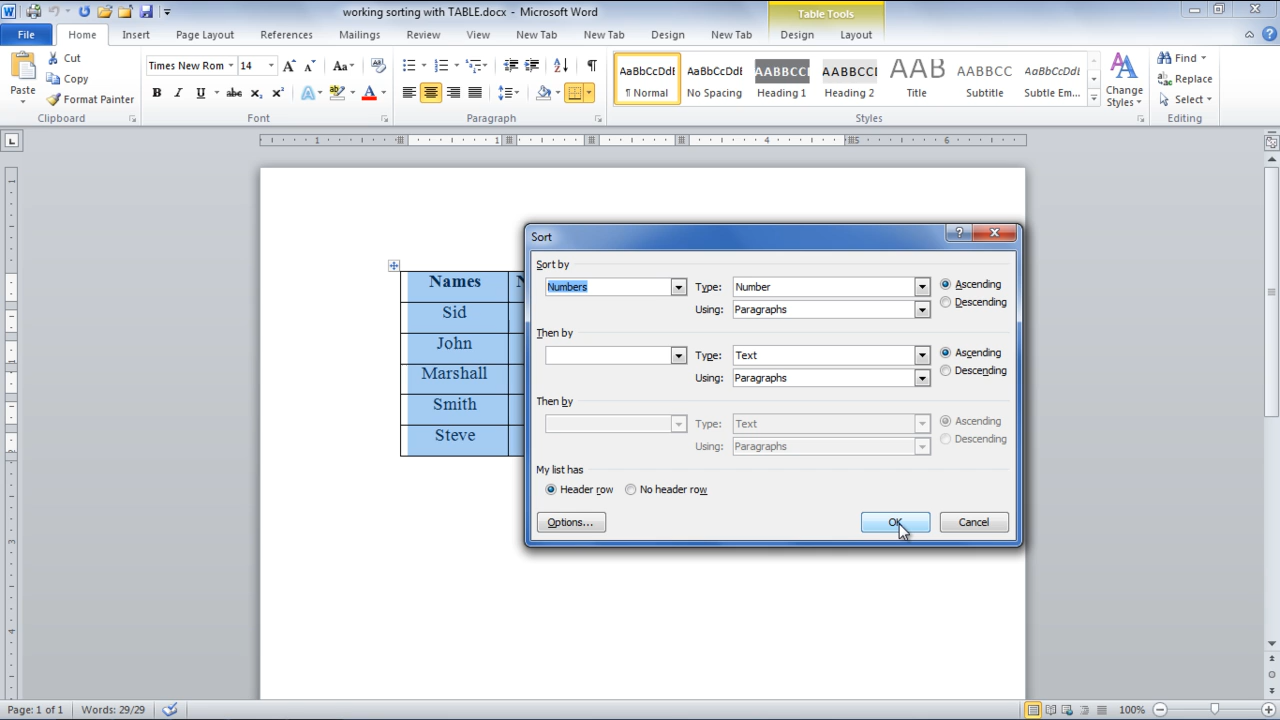 working sorting with TABLE.docx - Microsoft Word
Table Tools
File Home Insert Page Layout References Mailings Review View New Tab New Tab Design New Tab Design Layout
Paste
Cut
Copy
Format Painter
Clipboard
Times New Rom 14
Font
Paragraph
AaBbCcDdI
¶ Normal
AaBbCcDd
No Spacing
AABBCCI
Heading 1
AABBCCD
Heading 2
AAB
Title
AABBCC
Subtitle
AaBbCcDd
Subtle Em...
Change Styles
Styles
Find
Replace
Select
Editing
Names N
Sid
John
Marshall
Smith
Steve
Sort
Sort by
Numbers Type: Number Ascending
Using: Paragraphs Descending
Then by
Type: Text Ascending
Using: Paragraphs Descending
Then by
Type: Text Ascending
Using: Paragraphs Descending
My list has
Header row No header row
Options... OK Cancel
Page: 1 of 1 Words: 29/29 100%